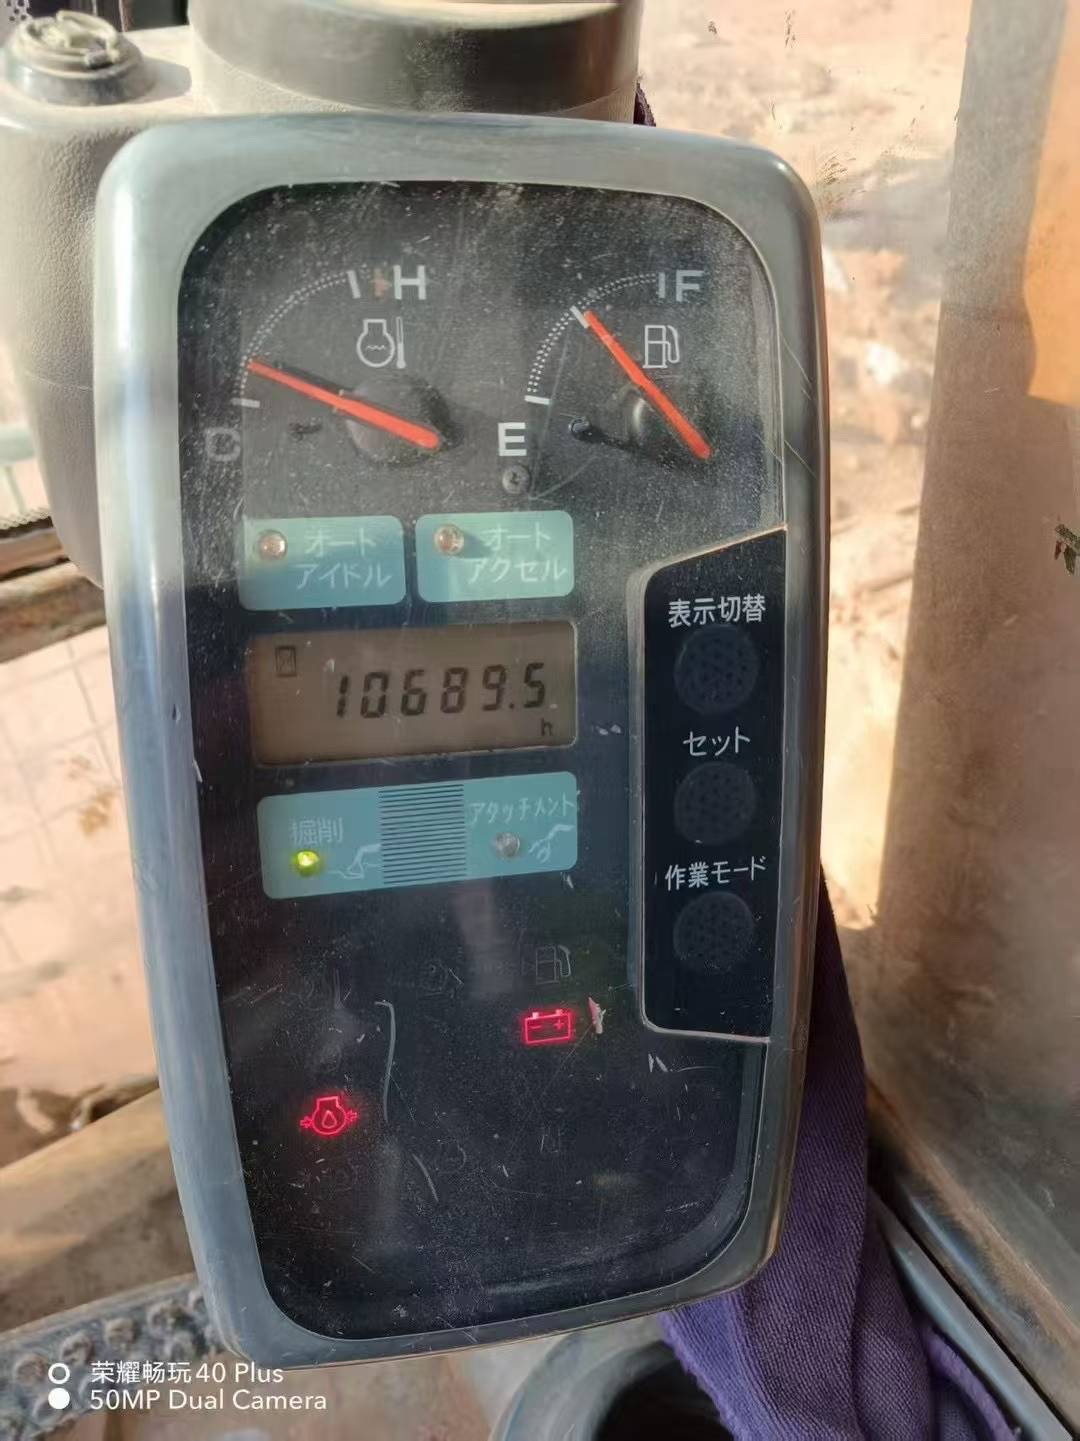 H
F
C
E
オート
アイドル
オート
アクセル
表示切替
10689.5
h
セット
掘削
アタッチメント
作業モード
荣耀畅玩40 Plus
50MP Dual Camera